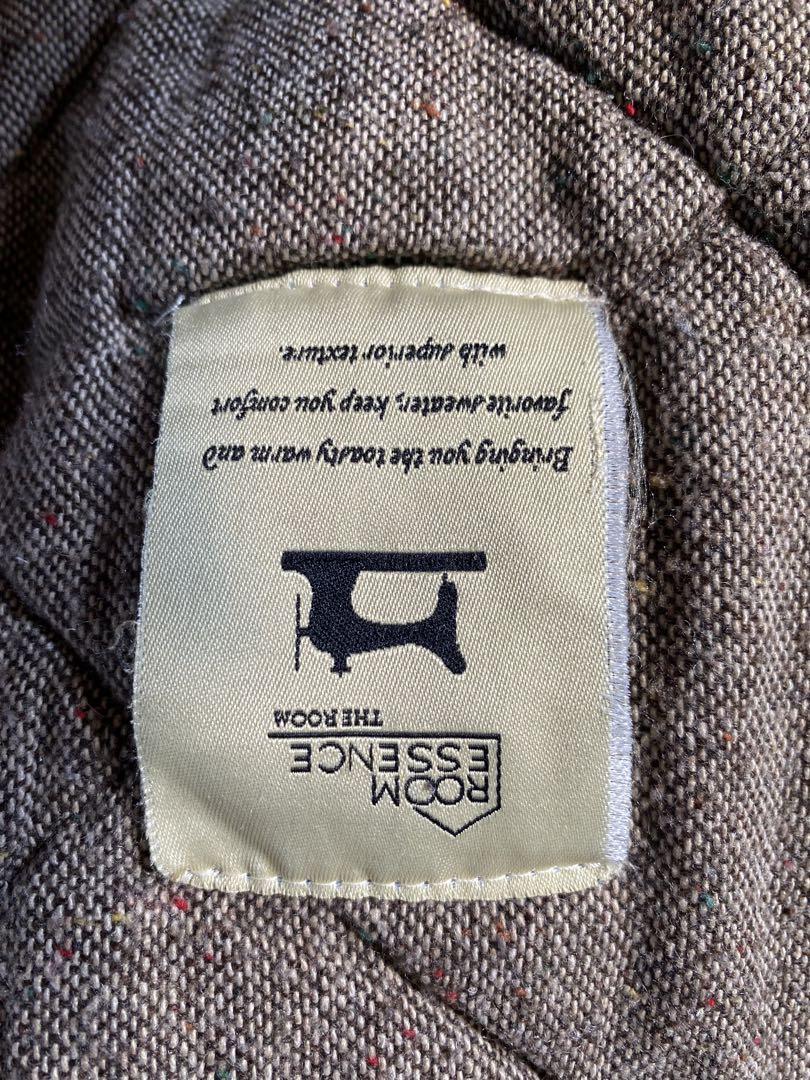 ROOM
ESSENCE
THE ROOM
Bringing you the toasty warm and
favorite sweater, keep you comfort
with superior texture.